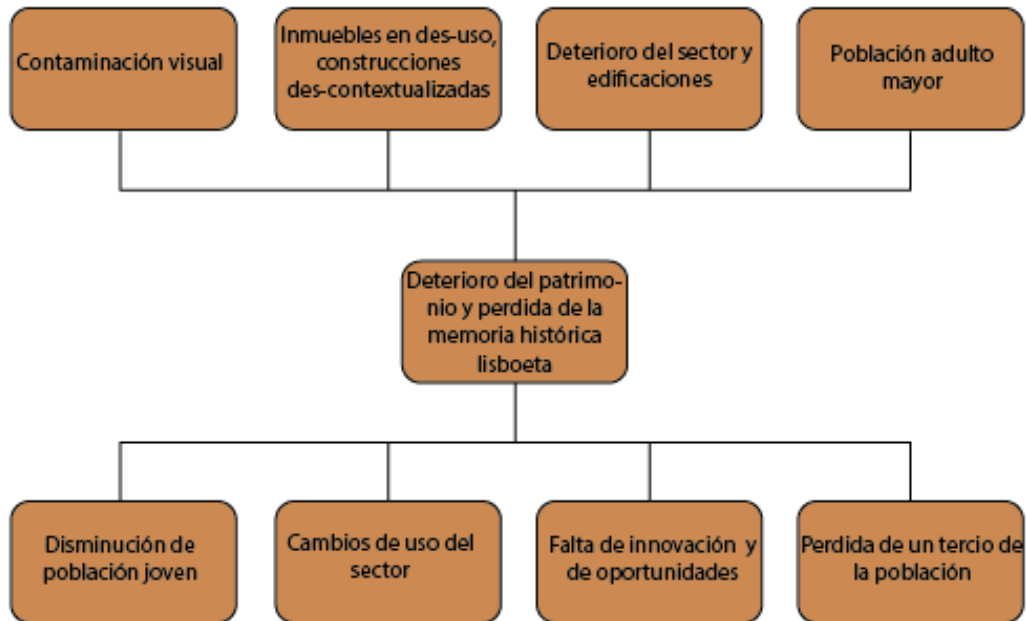 Contaminación visual
Inmuebles en des-uso,
construcciones
des-contextualizadas
Deterioro del sector y
edificaciones
Población adulto
mayor
Deterioro del patrimo-
nio y perdida de la
memoria histórica
lisboeta
Disminución de
población joven
Cambios de uso del
sector
Falta de innovación y
de oportunidades
Perdida de un tercio de
la población